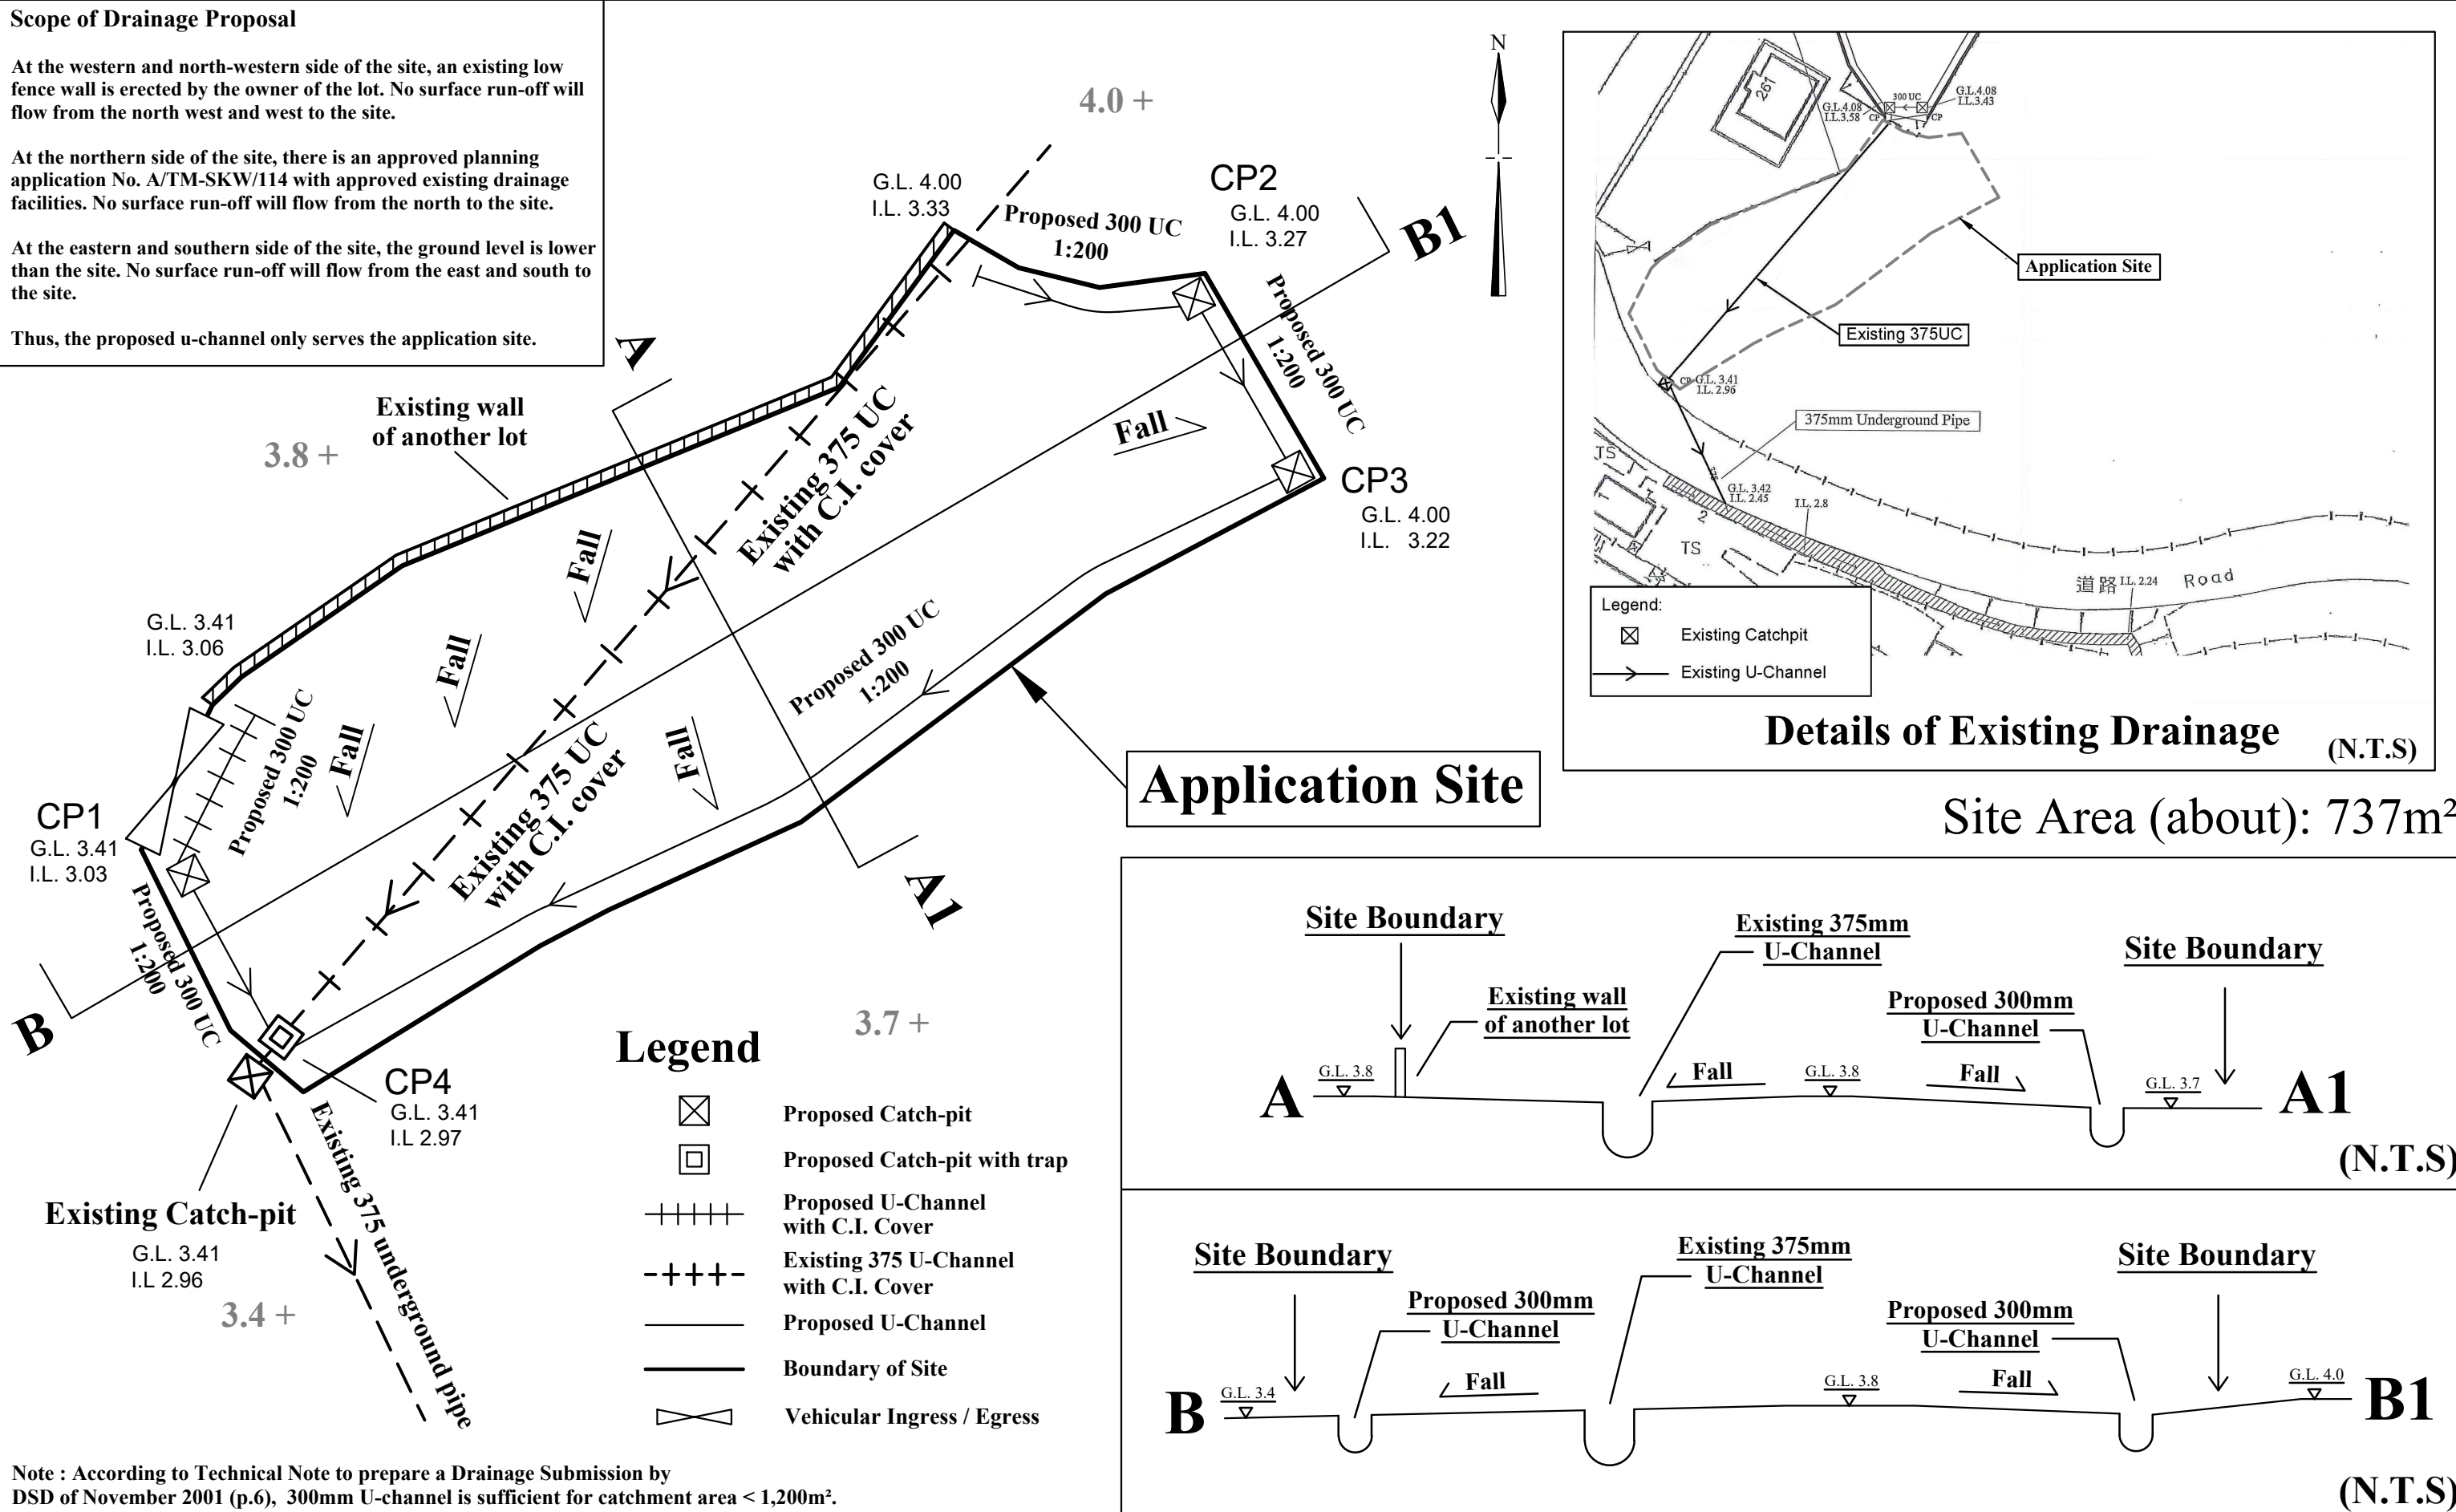 Scope of Drainage Proposal
At the western and north-western side of the site, an existing low
fence wall is erected by the owner of the lot. No surface run-off will
flow from the north west and west to the site.
At the northern side of the site, there is an approved planning
application No. A/TM-SKW/114 with approved existing drainage
facilities. No surface run-off will flow from the north to the site.
At the eastern and southern side of the site, the ground level is lower
than the site. No surface run-off will flow from the east and south to
the site.
Thus, the proposed u-channel only serves the application site.
4.0 +
N
G.L. 4.00
I.L. 3.33
Proposed 300 UC
1:200
CP2
G.L. 4.00
I.L. 3.27
B1
Proposed 300 UC
1:200
A
Existing wall
of another lot
3.8 +
Existing 375 UC
with C.I. cover
Fall
CP3
G.L. 4.00
I.L. 3.22
Fall
G.L. 3.41
I.L. 3.06
Fall
Proposed 300 UC
1:200
Proposed 300 UC
1:200
Fall
Fall
Existing 375 UC
with C.I. cover
Application Site
CP1
G.L. 3.41
I.L. 3.03
A1
Proposed 300 UC
1:200
B
3.7 +
CP4
G.L. 3.41
I.L 2.97
Existing Catch-pit
G.L. 3.41
I.L 2.96
3.4 +
Existing 375 underground pipe
Legend
Proposed Catch-pit
Proposed Catch-pit with trap
Proposed U-Channel
with C.I. Cover
Existing 375 U-Channel
with C.I. Cover
Proposed U-Channel
Boundary of Site
Vehicular Ingress / Egress
Note : According to Technical Note to prepare a Drainage Submission by
DSD of November 2001 (p.6), 300mm U-channel is sufficient for catchment area < 1,200m².
261
300 UC
G.L.4.08
I.L.3.58
CP
G.L.4.08
I.L.3.43
CP
Application Site
Existing 375UC
CP
G.L. 3.41
I.L. 2.96
375mm Underground Pipe
375
TS
G.L. 3.42
I.L. 2.45
I.L. 2.8
2
TS
道路
I.L. 2.24
Road
Legend:
Existing Catchpit
Existing U-Channel
Details of Existing Drainage
(N.T.S)
Site Area (about): 737m²
Site Boundary
Existing 375mm
U-Channel
Site Boundary
Existing wall
of another lot
Proposed 300mm
U-Channel
A
G.L. 3.8
Fall
G.L. 3.8
Fall
G.L. 3.7
A1
(N.T.S)
Site Boundary
Existing 375mm
U-Channel
Site Boundary
Proposed 300mm
U-Channel
Proposed 300mm
U-Channel
B
G.L. 3.4
Fall
G.L. 3.8
Fall
G.L. 4.0
B1
(N.T.S)